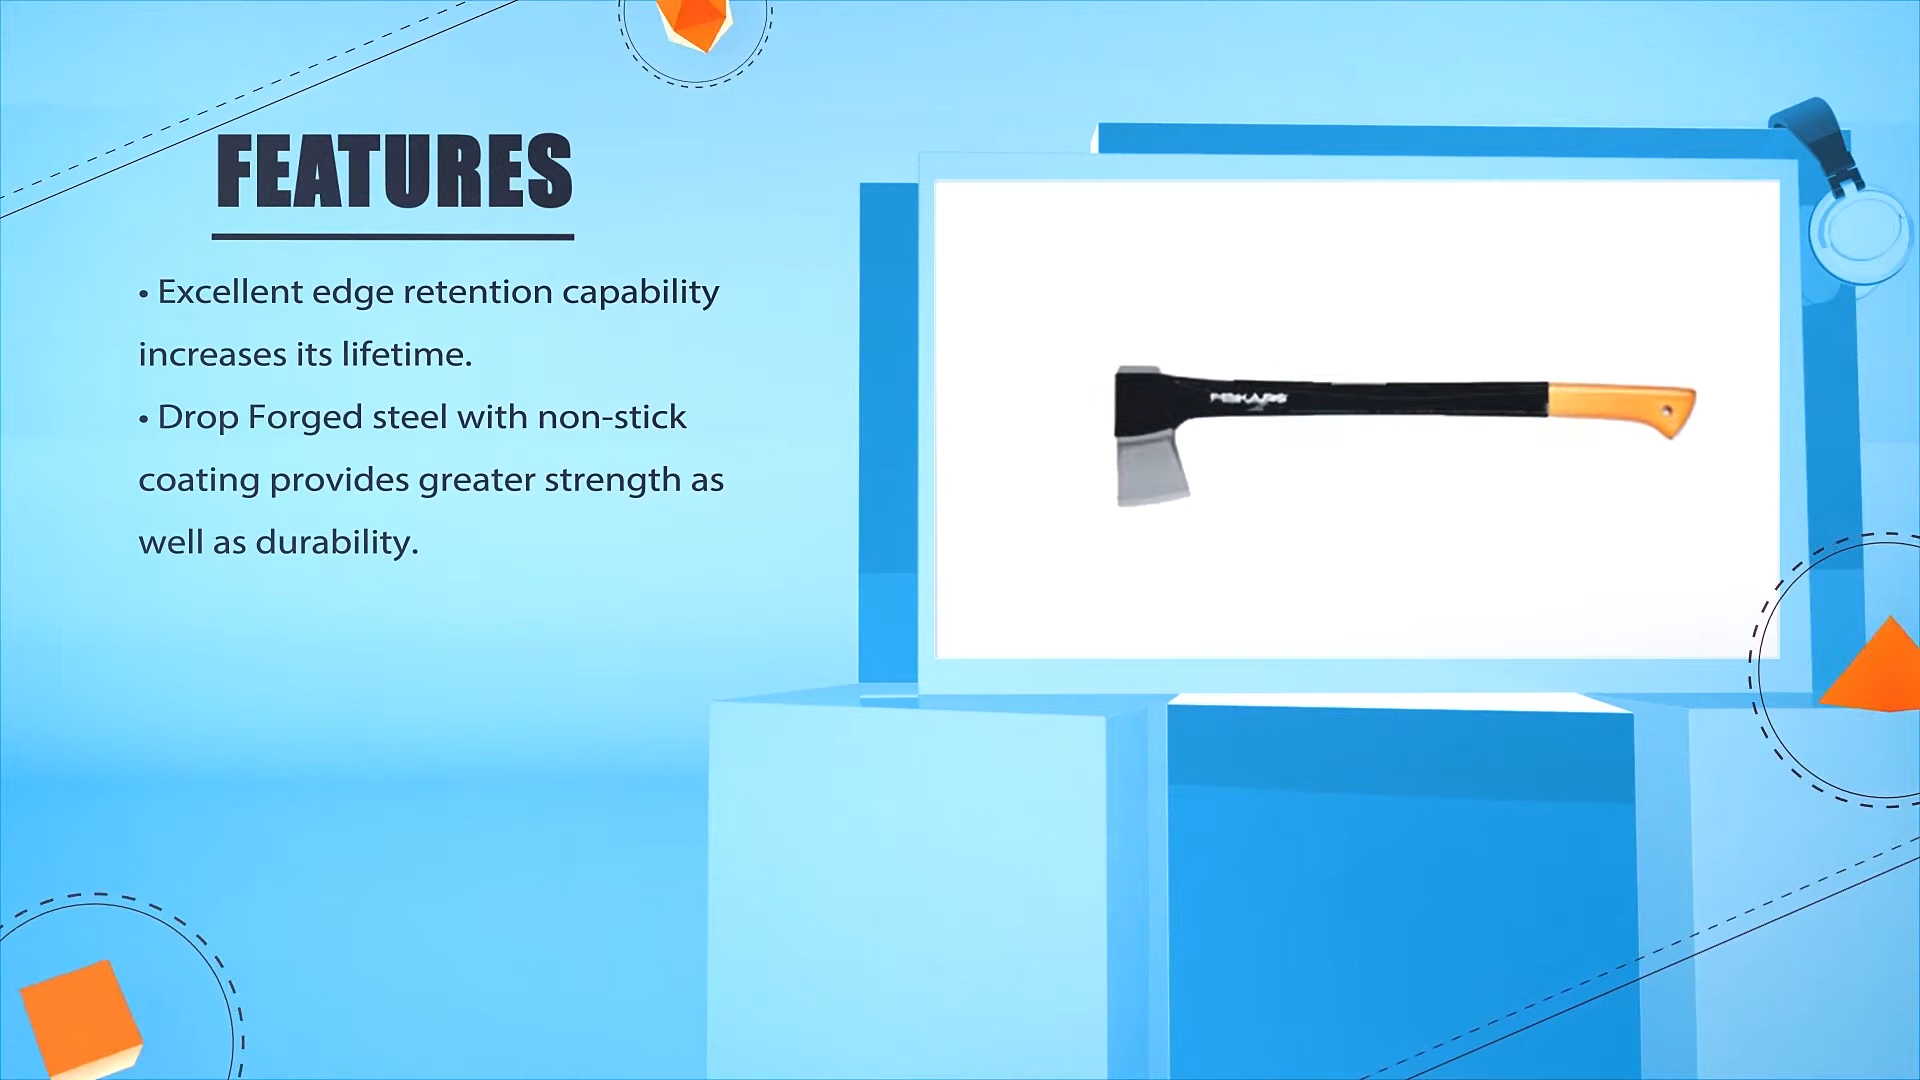 FEATURES
• Excellent edge retention capability
increases its lifetime.
• Drop Forged steel with non-stick
coating provides greater strength as
well as durability.